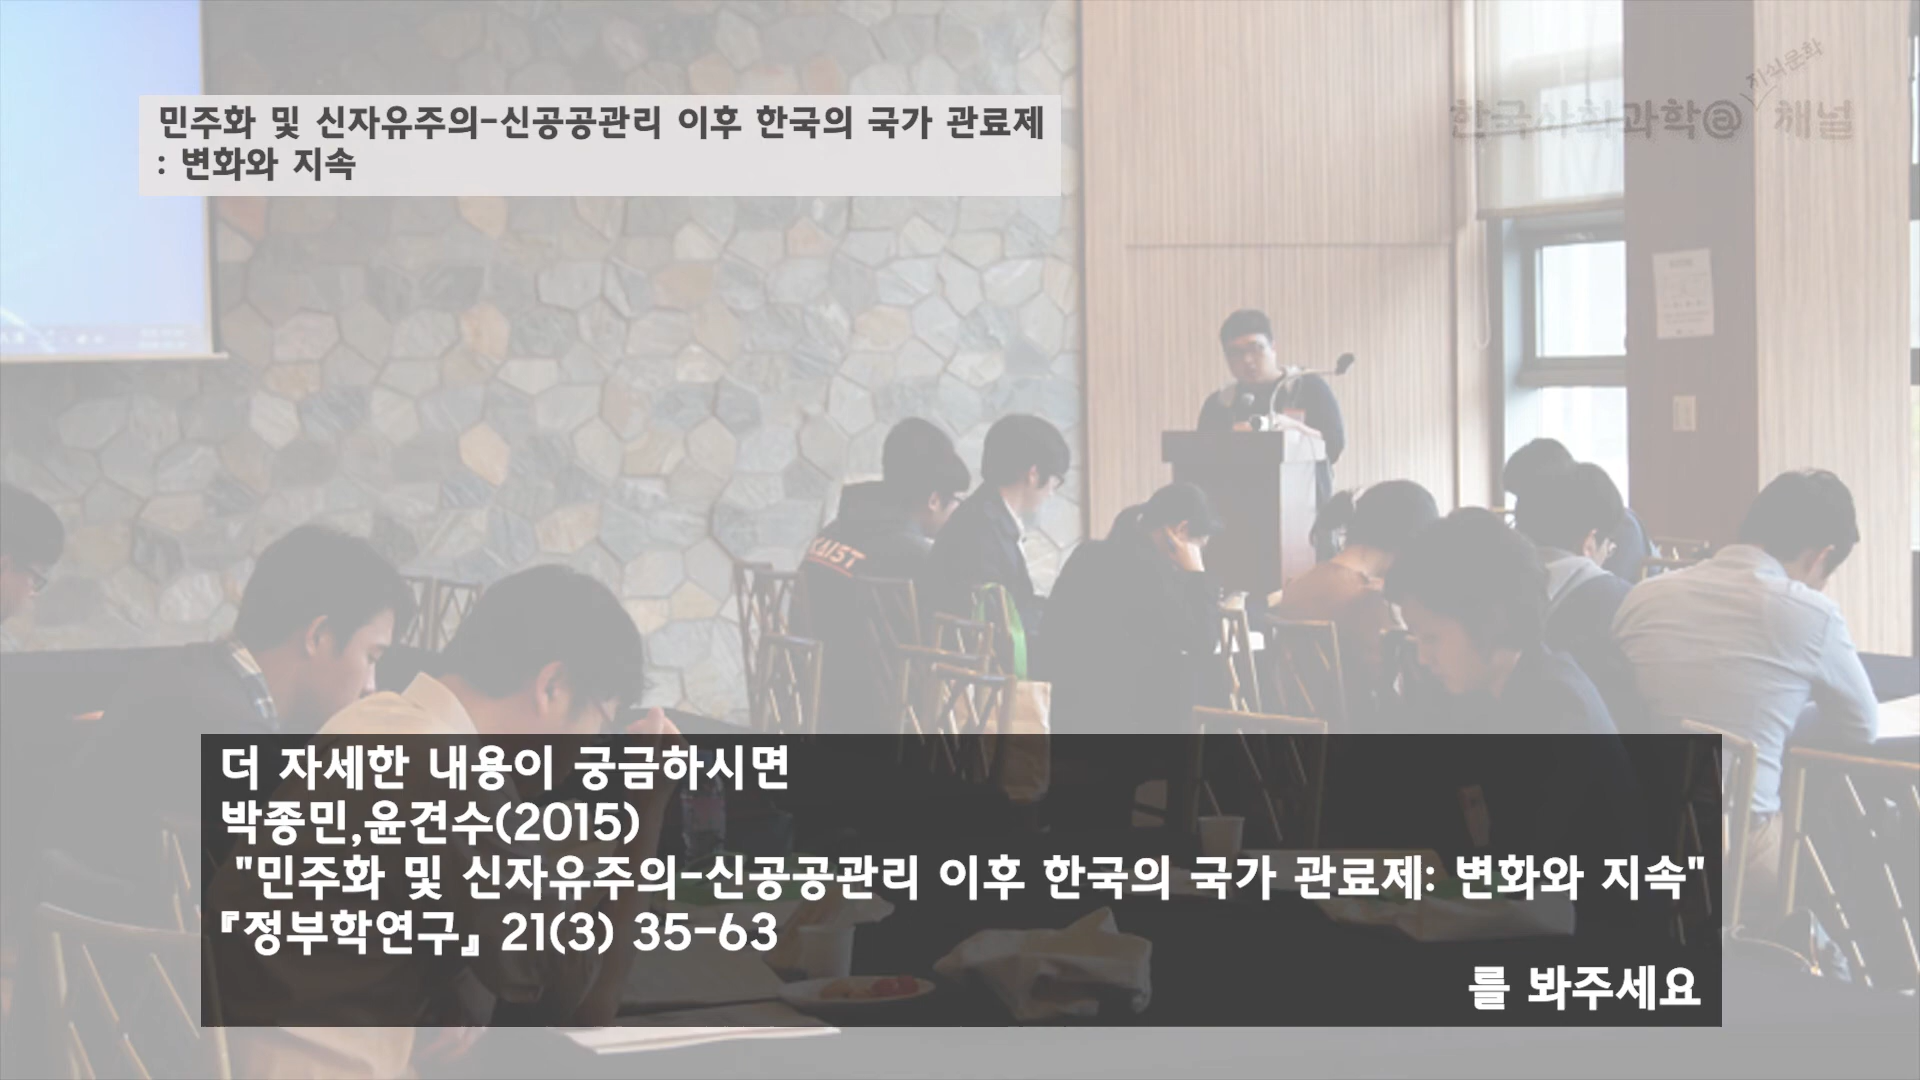 민주화 및 신자유주의-신공공관리 이후 한국의 국가 관료제
: 변화와 지속
지식문화
한국사회과학@ 채널
KAIST
더 자세한 내용이 궁금하시면
박종민,윤견수(2015)
"민주화 및 신자유주의-신공공관리 이후 한국의 국가 관료제: 변화와 지속"
『정부학연구』 21(3) 35-63
를 봐주세요